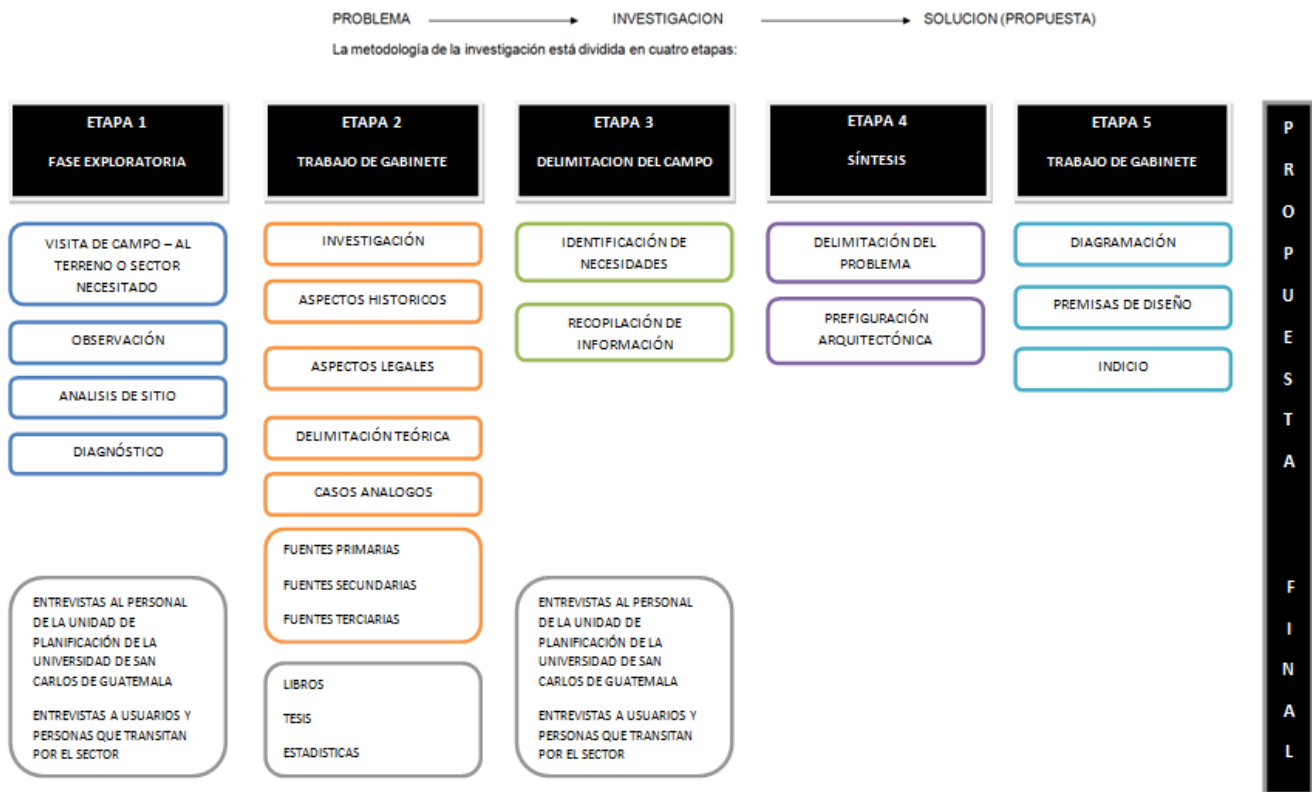 PROBLEMA INVESTIGACION SOLUCION (PROPUESTA)
La metodología de la investigación está dividida en cuatro etapas:
ETAPA 1
FASE EXPLORATORIA
VISITA DE CAMPO – AL
TERRENO O SECTOR
NECESITADO
OBSERVACIÓN
ANALISIS DE SITIO
DIAGNÓSTICO
ENTREVISTAS AL PERSONAL
DE LA UNIDAD DE
PLANIFICACIÓN DE LA
UNIVERSIDAD DE SAN
CARLOS DE GUATEMALA
ENTREVISTAS A USUARIOS Y
PERSONAS QUE TRANSITAN
POR EL SECTOR
ETAPA 2
TRABAJO DE GABINETE
INVESTIGACIÓN
ASPECTOS HISTORICOS
ASPECTOS LEGALES
DELIMITACIÓN TEÓRICA
CASOS ANALOGOS
FUENTES PRIMARIAS
FUENTES SECUNDARIAS
FUENTES TERCIARIAS
LIBROS
TESIS
ESTADISTICAS
ETAPA 3
DELIMITACION DEL CAMPO
IDENTIFICACIÓN DE
NECESIDADES
RECOPILACIÓN DE
INFORMACIÓN
ENTREVISTAS AL PERSONAL
DE LA UNIDAD DE
PLANIFICACIÓN DE LA
UNIVERSIDAD DE SAN
CARLOS DE GUATEMALA
ENTREVISTAS A USUARIOS Y
PERSONAS QUE TRANSITAN
POR EL SECTOR
ETAPA 4
SÍNTESIS
DELIMITACIÓN DEL
PROBLEMA
PREFIGURACIÓN
ARQUITECTÓNICA
ETAPA 5
TRABAJO DE GABINETE
DIAGRAMACIÓN
PREMISAS DE DISEÑO
INDICIO
PROPUESTA FINAL